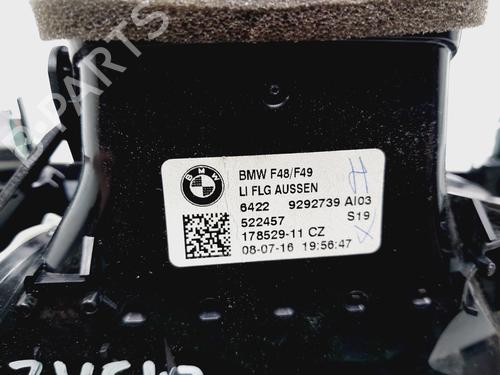 B-PARTS
BMW
BMW F48/F49
LI FLG AUSSEN
6422 9292739 AI03
522457 S19
178529-11 CZ
08-07-16 19:56:47